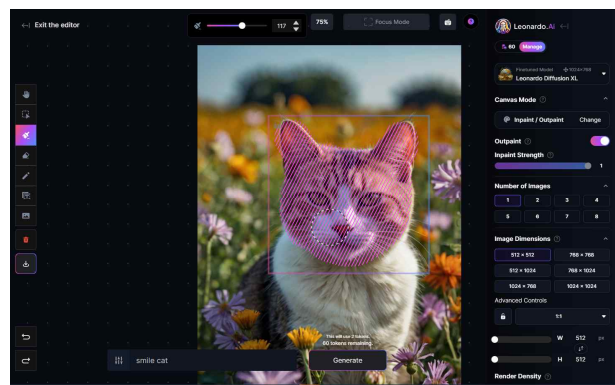 Exit the editor
117
75%
Focus Mode
Leonardo.Ai
60 Manage
Finetuned Model 1024×768
Leonardo Diffusion XL
Canvas Mode
Inpaint / Outpaint Change
Outpaint
Inpaint Strength
1
Number of Images
1 2 3 4
5 6 7 8
Image Dimensions
512 × 512 768 × 768
512 × 1024 768 × 1024
1024 × 768 1024 × 1024
Advanced Controls
1:1
W 512 px
H 512 px
Render Density
This will use 2 tokens.
60 tokens remaining.
smile cat
Generate